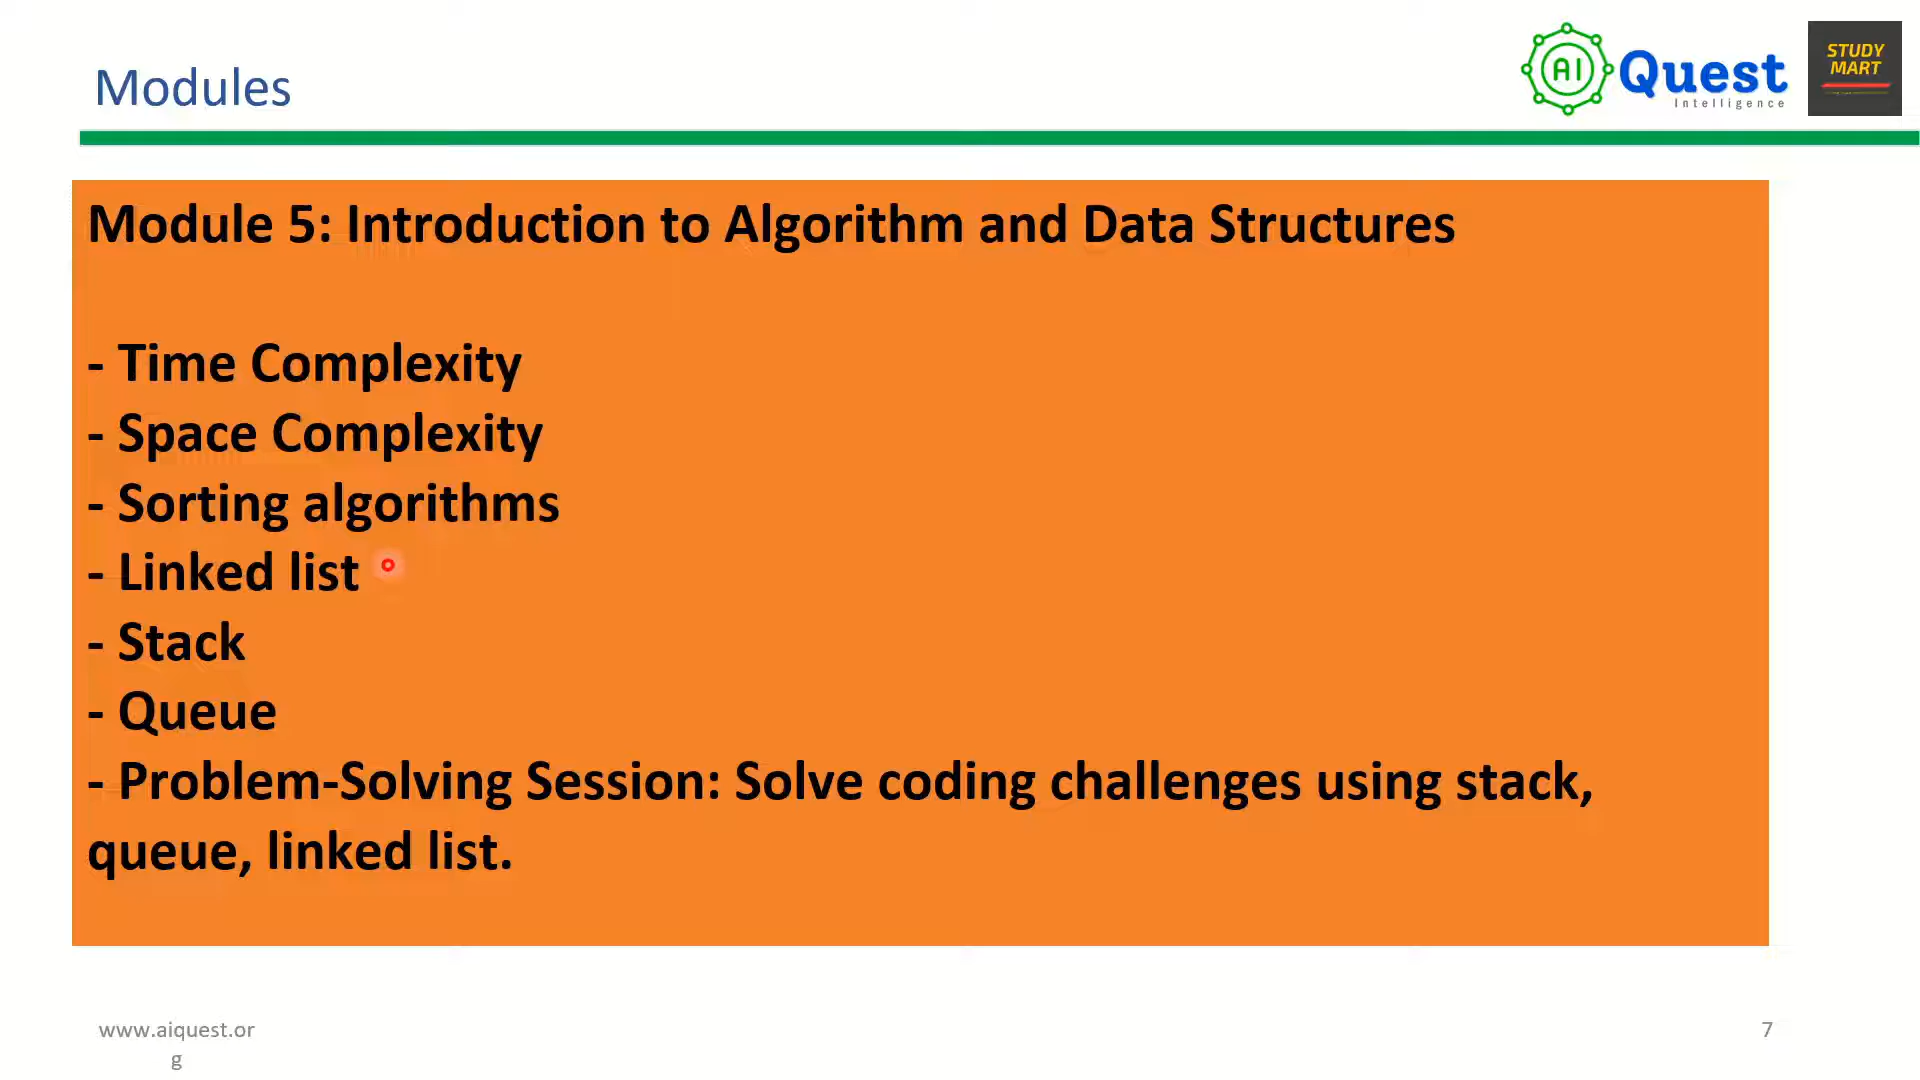 Modules
AI Quest
Intelligence
STUDY
MART
Module 5: Introduction to Algorithm and Data Structures
- Time Complexity
- Space Complexity
- Sorting algorithms
- Linked list
- Stack
- Queue
- Problem-Solving Session: Solve coding challenges using stack,
queue, linked list.
www.aiquest.or
g
7